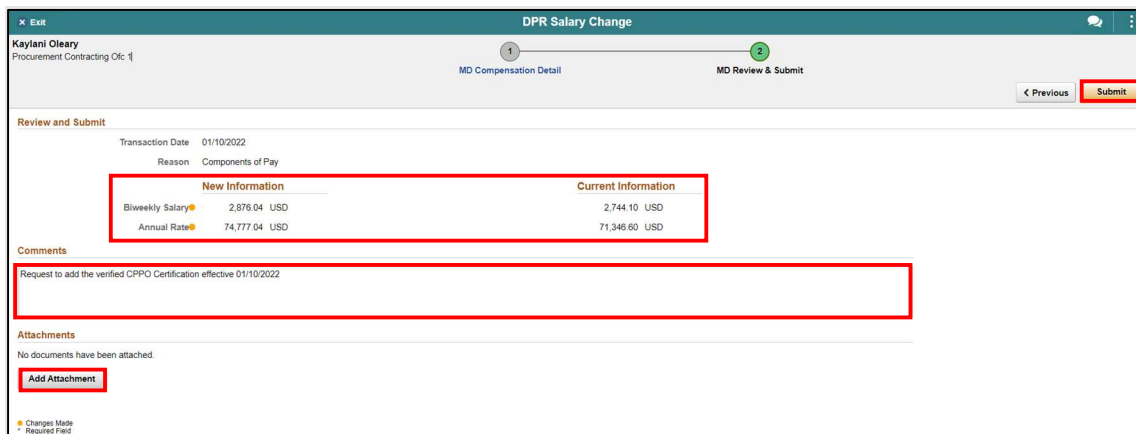 × Exit
DPR Salary Change
Kaylani Oleary
Procurement Contracting Ofc 1
1
2
MD Compensation Detail
MD Review & Submit
< Previous
Submit
Review and Submit
Transaction Date 01/10/2022
Reason Components of Pay
New Information Current Information
Biweekly Salary 2,876.04 USD 2,744.10 USD
Annual Rate 74,777.04 USD 71,346.60 USD
Comments
Request to add the verified CPPO Certification effective 01/10/2022
Attachments
No documents have been attached.
Add Attachment
Changes Made
* Required Field